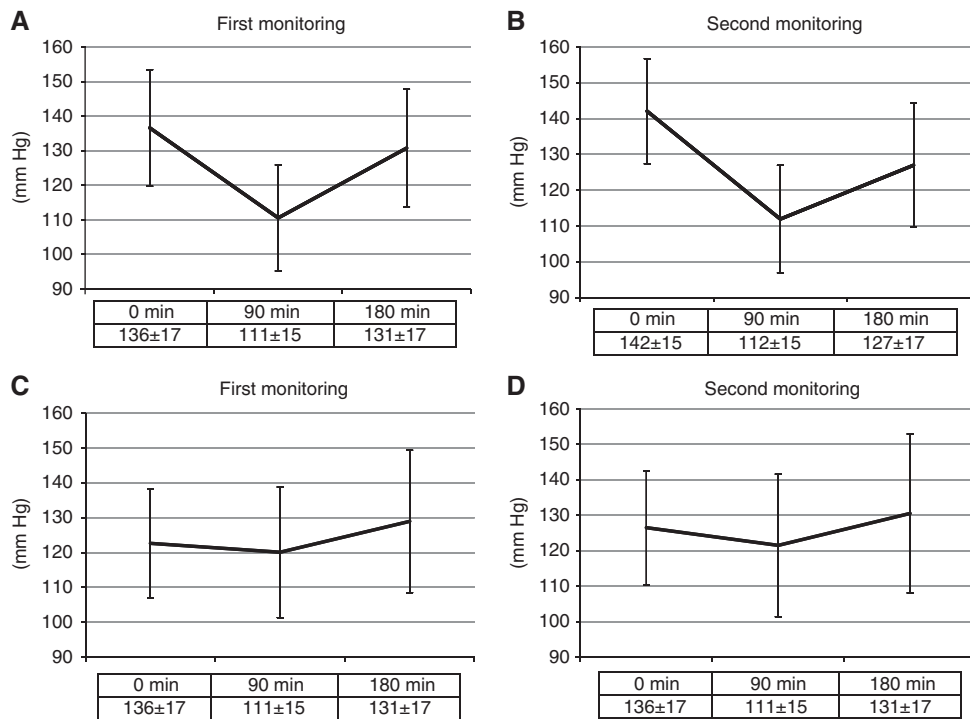 A First monitoring
160
150
140
130
120
110
100
90
(mm Hg)
0 min 90 min 180 min
136±17 111±15 131±17
B Second monitoring
160
150
140
130
120
110
100
90
(mm Hg)
0 min 90 min 180 min
142±15 112±15 127±17
C First monitoring
160
150
140
130
120
110
100
90
(mm Hg)
0 min 90 min 180 min
136±17 111±15 131±17
D Second monitoring
160
150
140
130
120
110
100
90
(mm Hg)
0 min 90 min 180 min
136±17 111±15 131±17